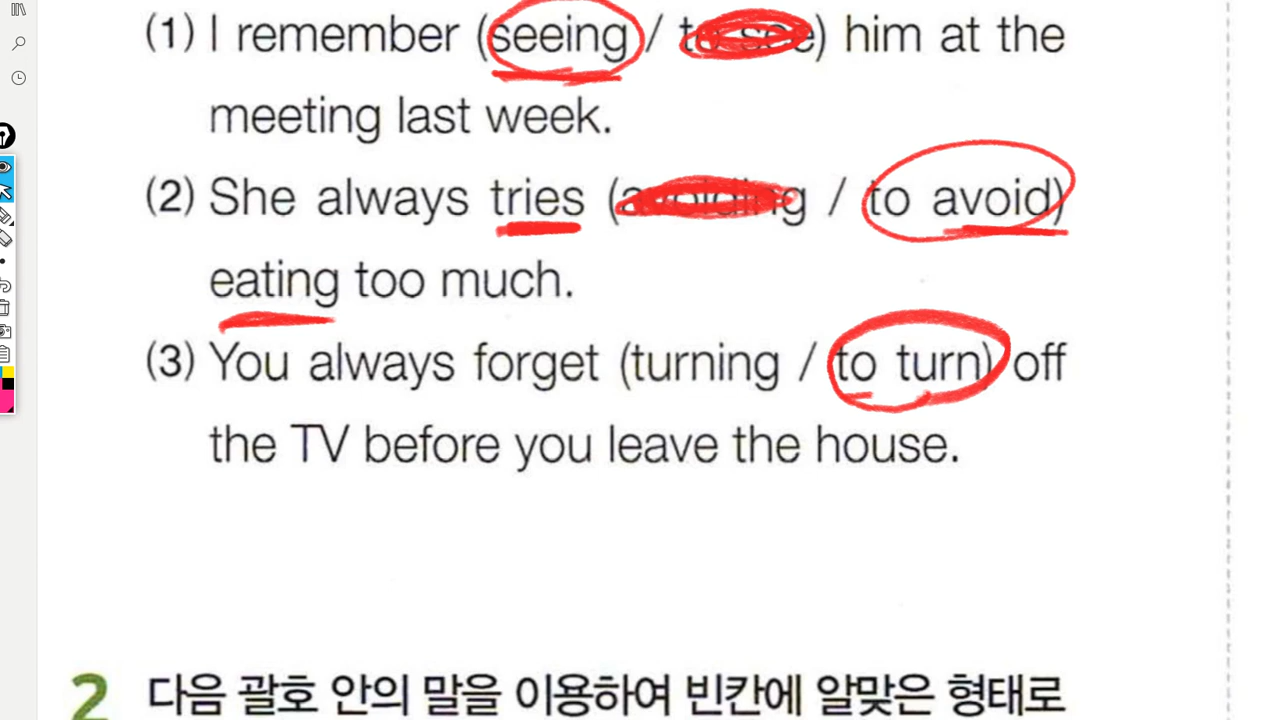 (1) I remember (seeing / to see) him at the
meeting last week.
(2) She always tries (avoiding / to avoid)
eating too much.
(3) You always forget (turning / to turn) off
the TV before you leave the house.
2 다음 괄호 안의 말을 이용하여 빈칸에 알맞은 형태로